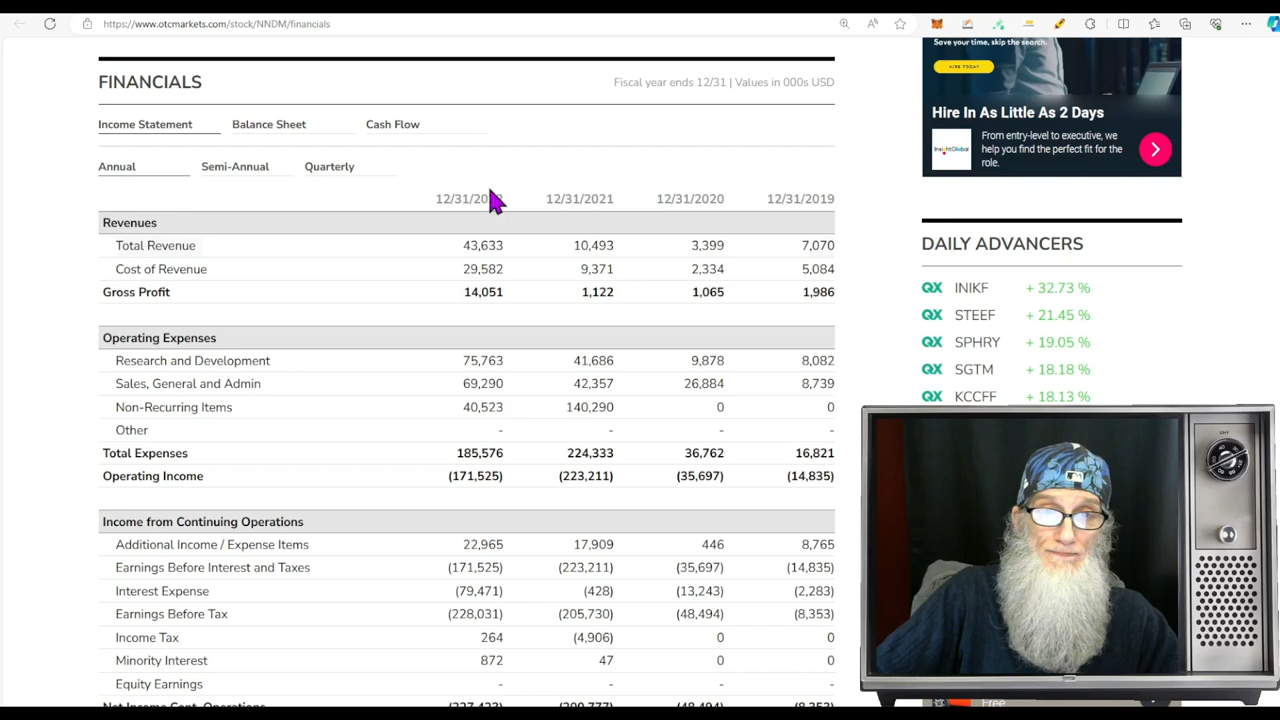 https://www.otcmarkets.com/stock/NNDM/financials
FINANCIALS
Fiscal year ends 12/31 | Values in 000s USD
Income Statement Balance Sheet Cash Flow
Annual Semi-Annual Quarterly
12/31/2021 12/31/2020 12/31/2019
Revenues
Total Revenue 43,633 10,493 3,399 7,070
Cost of Revenue 29,582 9,371 2,334 5,084
Gross Profit 14,051 1,122 1,065 1,986
Operating Expenses
Research and Development 75,763 41,686 9,878 8,082
Sales, General and Admin 69,290 42,357 26,884 8,739
Non-Recurring Items 40,523 140,290 0 0
Other - - - -
Total Expenses 185,576 224,333 36,762 16,821
Operating Income (171,525) (223,211) (35,697) (14,835)
Income from Continuing Operations
Additional Income / Expense Items 22,965 17,909 446 8,765
Earnings Before Interest and Taxes (171,525) (223,211) (35,697) (14,835)
Interest Expense (79,471) (428) (13,243) (2,283)
Earnings Before Tax (228,031) (205,730) (48,494) (8,353)
Income Tax 264 (4,906) 0 0
Minority Interest 872 47 0 0
Equity Earnings - - - -
Save your time, skip the search.
HIRE TODAY
Hire In As Little As 2 Days
InsightGlobal
From entry-level to executive, we
help you find the perfect fit for the
role.
DAILY ADVANCERS
QX INIKF + 32.73 %
QX STEEF + 21.45 %
QX SPHRY + 19.05 %
QX SGTM + 18.18 %
QX KCCFF + 18.13 %
Free